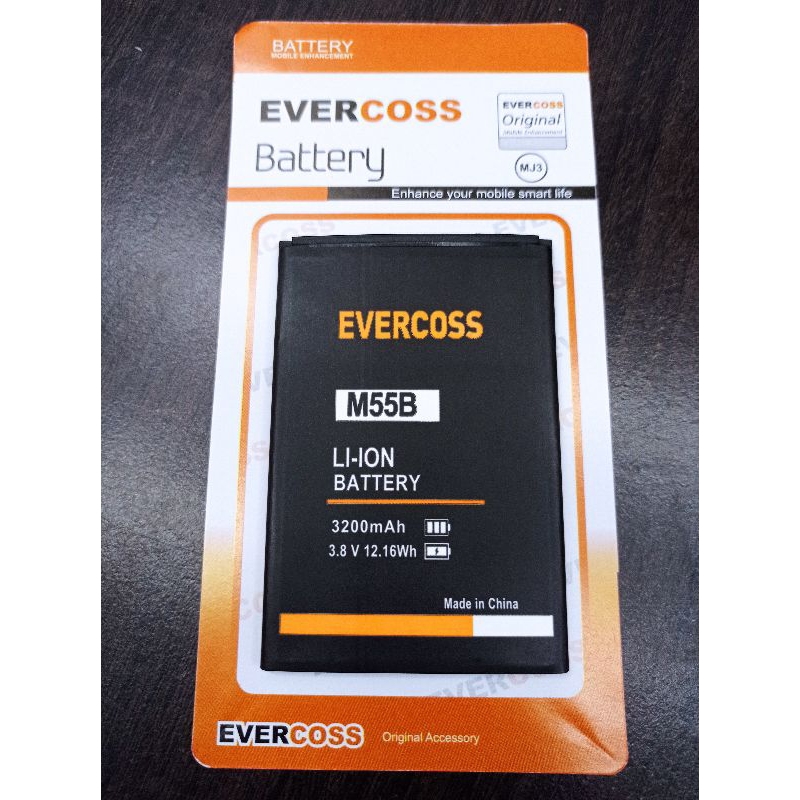 BATTERY
MOBILE ENHANCEMENT
EVERCOSS
Battery
EVERCOSS
Original
Mobile Enhancement
MJ3
Enhance your mobile smart life
EVERCOSS
M55B
LI-ION
BATTERY
3200mAh
3.8 V 12.16Wh
Made in China
EVERCOSS
Original Accessory